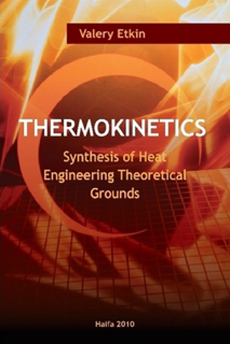 Valery Etkin
THERMOKINETICS
Synthesis of Heat
Engineering Theoretical
Grounds
Haifa 2010